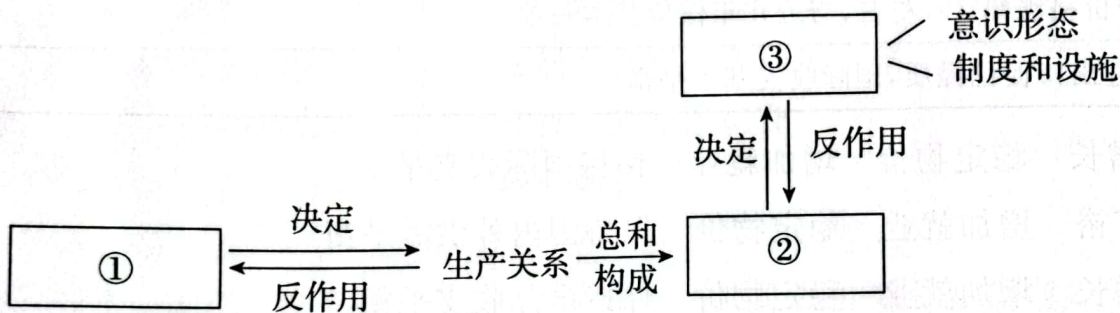 ③
意识形态
制度和设施
决定
反作用
①
决定
反作用
生产关系
总和
构成
②